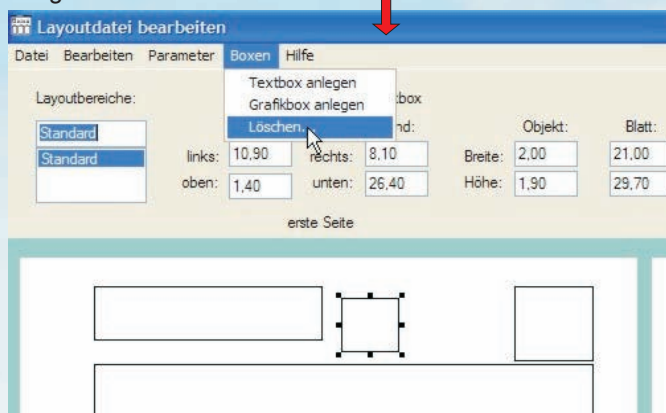 Layoutdatei bearbeiten
Datei Bearbeiten Parameter Boxen Hilfe
Textbox anlegen
Grafikbox anlegen
Löschen...
Layoutbereiche:
Objekt: Blatt:
Standard
Standard
links: 10,90 rechts: 8,10 Breite: 2,00 21,00
oben: 1,40 unten: 26,40 Höhe: 1,90 29,70
erste Seite